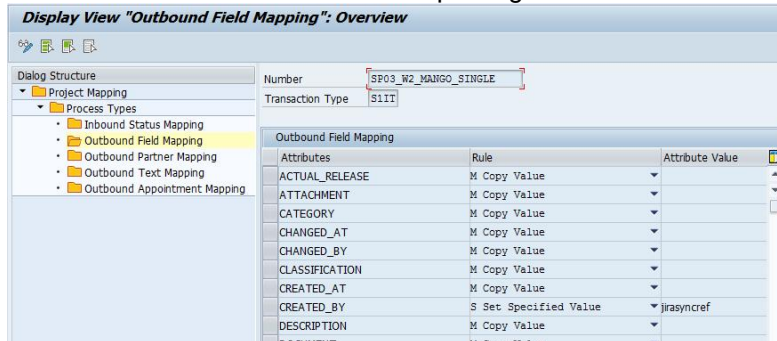 Display View "Outbound Field Mapping": Overview
Dialog Structure
Project Mapping
Process Types
Inbound Status Mapping
Outbound Field Mapping
Outbound Partner Mapping
Outbound Text Mapping
Outbound Appointment Mapping
Number SP03_W2_MANGO_SINGLE
Transaction Type S1IT
Outbound Field Mapping
Attributes Rule Attribute Value
ACTUAL_RELEASE M Copy Value
ATTACHMENT M Copy Value
CATEGORY M Copy Value
CHANGED_AT M Copy Value
CHANGED_BY M Copy Value
CLASSIFICATION M Copy Value
CREATED_AT M Copy Value
CREATED_BY S Set Specified Value jirasyncref
DESCRIPTION M Copy Value